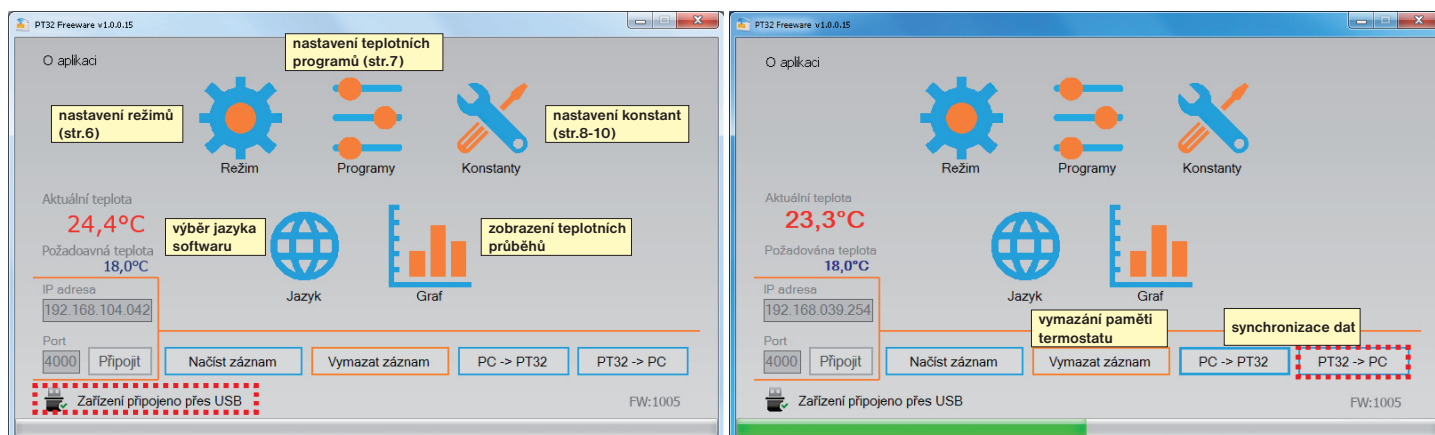 PT32 Freeware v1.0.0.15
O aplikaci
nastavení teplotních
programů (str.7)
nastavení režimů
(str.6)
nastavení konstant
(str.8-10)
Režim
Programy
Konstanty
Aktuální teplota
24,4°C
výběr jazyka
softwaru
zobrazení teplotních
průběhů
Požadoavná teplota
18,0°C
IP adresa
192.168.104.042
Jazyk
Graf
Port
4000
Připojit
Načíst záznam
Vymazat záznam
PC -> PT32
PT32 -> PC
Zařízení připojeno přes USB
FW:1005
PT32 Freeware v1.0.0.15
O aplikaci
Režim
Programy
Konstanty
Aktuální teplota
23,3°C
Požadována teplota
18,0°C
IP adresa
192.168.039.254
Jazyk
Graf
vymazání paměti
termostatu
synchronizace dat
Port
4000
Připojit
Načíst záznam
Vymazat záznam
PC -> PT32
PT32 -> PC
Zařízení připojeno přes USB
FW:1005